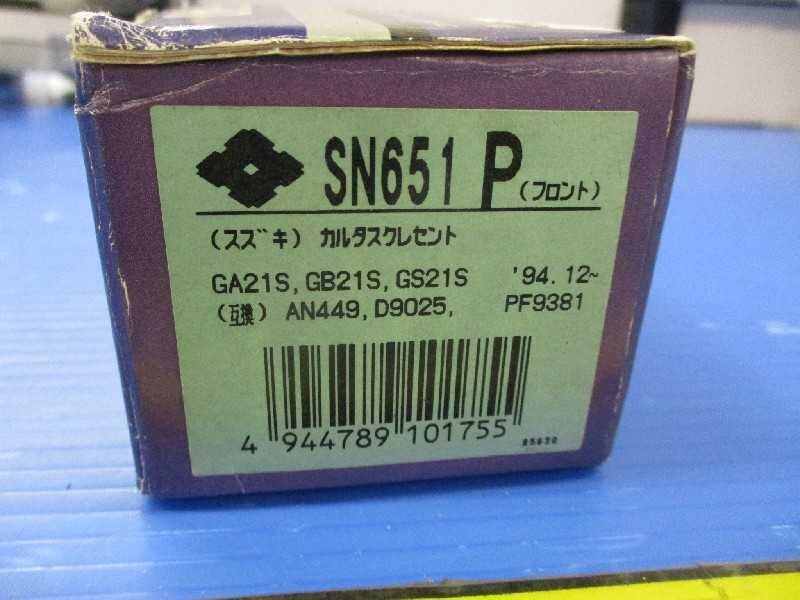 SN651 P (フロント)
(スズキ) カルタスクレセント
GA21S, GB21S, GS21S '94.12~
(互換) AN449, D9025, PF9381
4 944789 101755